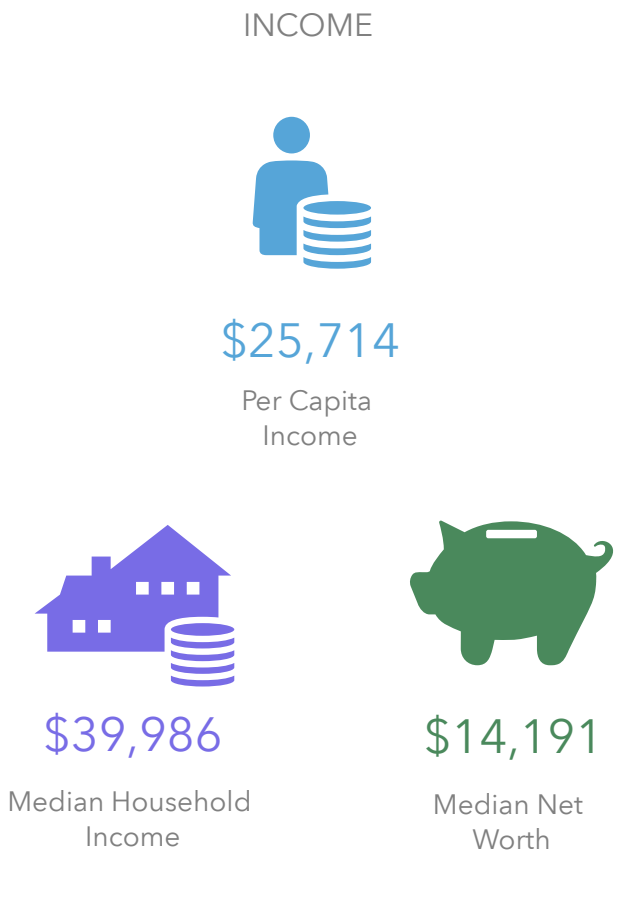 INCOME
$25,714
Per Capita
Income
$39,986
Median Household
Income
$14,191
Median Net
Worth